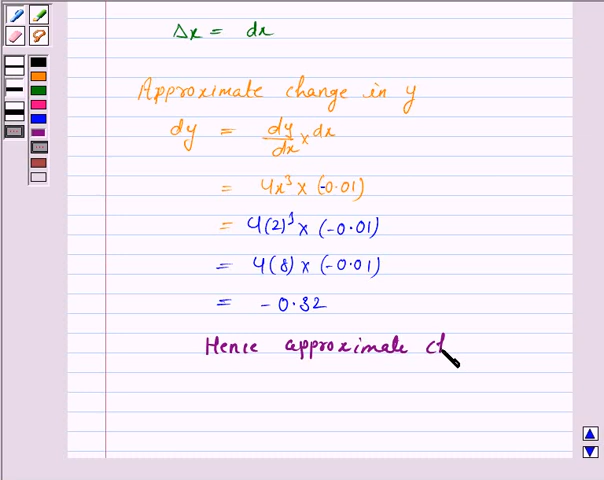 Δx = dx
Approximate change in y
dy = dy/dx × dx
= 4x³ × (-0.01)
= 4(2)³ × (-0.01)
= 4(8) × (-0.01)
= -0.32
Hence approximate ch